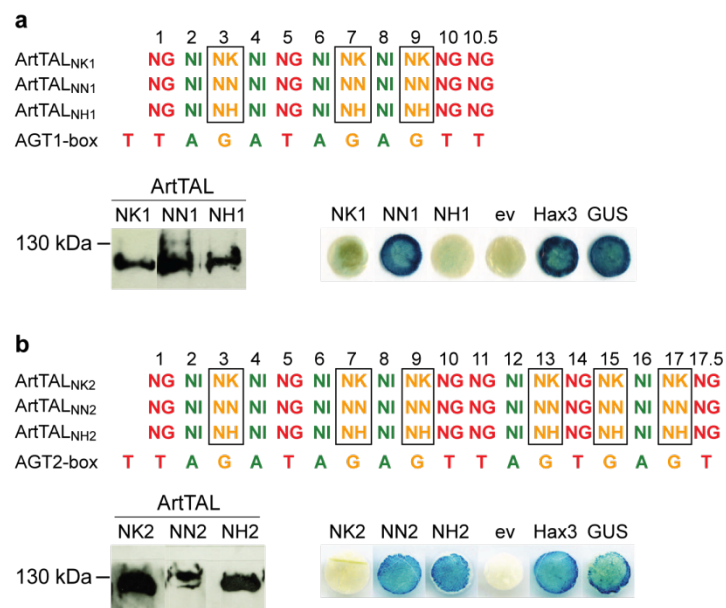 a
1 2 3 4 5 6 7 8 9 10 10.5
ArtTALNK1 NG NI NK NI NG NI NK NI NK NG NG
ArtTALNN1 NG NI NN NI NG NI NN NI NN NG NG
ArtTALNH1 NG NI NH NI NG NI NH NI NH NG NG
AGT1-box T T A G A T A G A G T T
ArtTAL
NK1 NN1 NH1 NK1 NN1 NH1 ev Hax3 GUS
130 kDa
b
1 2 3 4 5 6 7 8 9 10 11 12 13 14 15 16 17 17.5
ArtTALNK2 NG NI NK NI NG NI NK NI NK NG NG NI NK NG NK NI NK NG
ArtTALNN2 NG NI NN NI NG NI NN NI NN NG NG NI NN NG NN NI NN NG
ArtTALNH2 NG NI NH NI NG NI NH NI NH NG NG NI NH NG NH NI NH NG
AGT2-box T T A G A T A G A G T T A G T G A G T
ArtTAL
NK2 NN2 NH2 NK2 NN2 NH2 ev Hax3 GUS
130 kDa